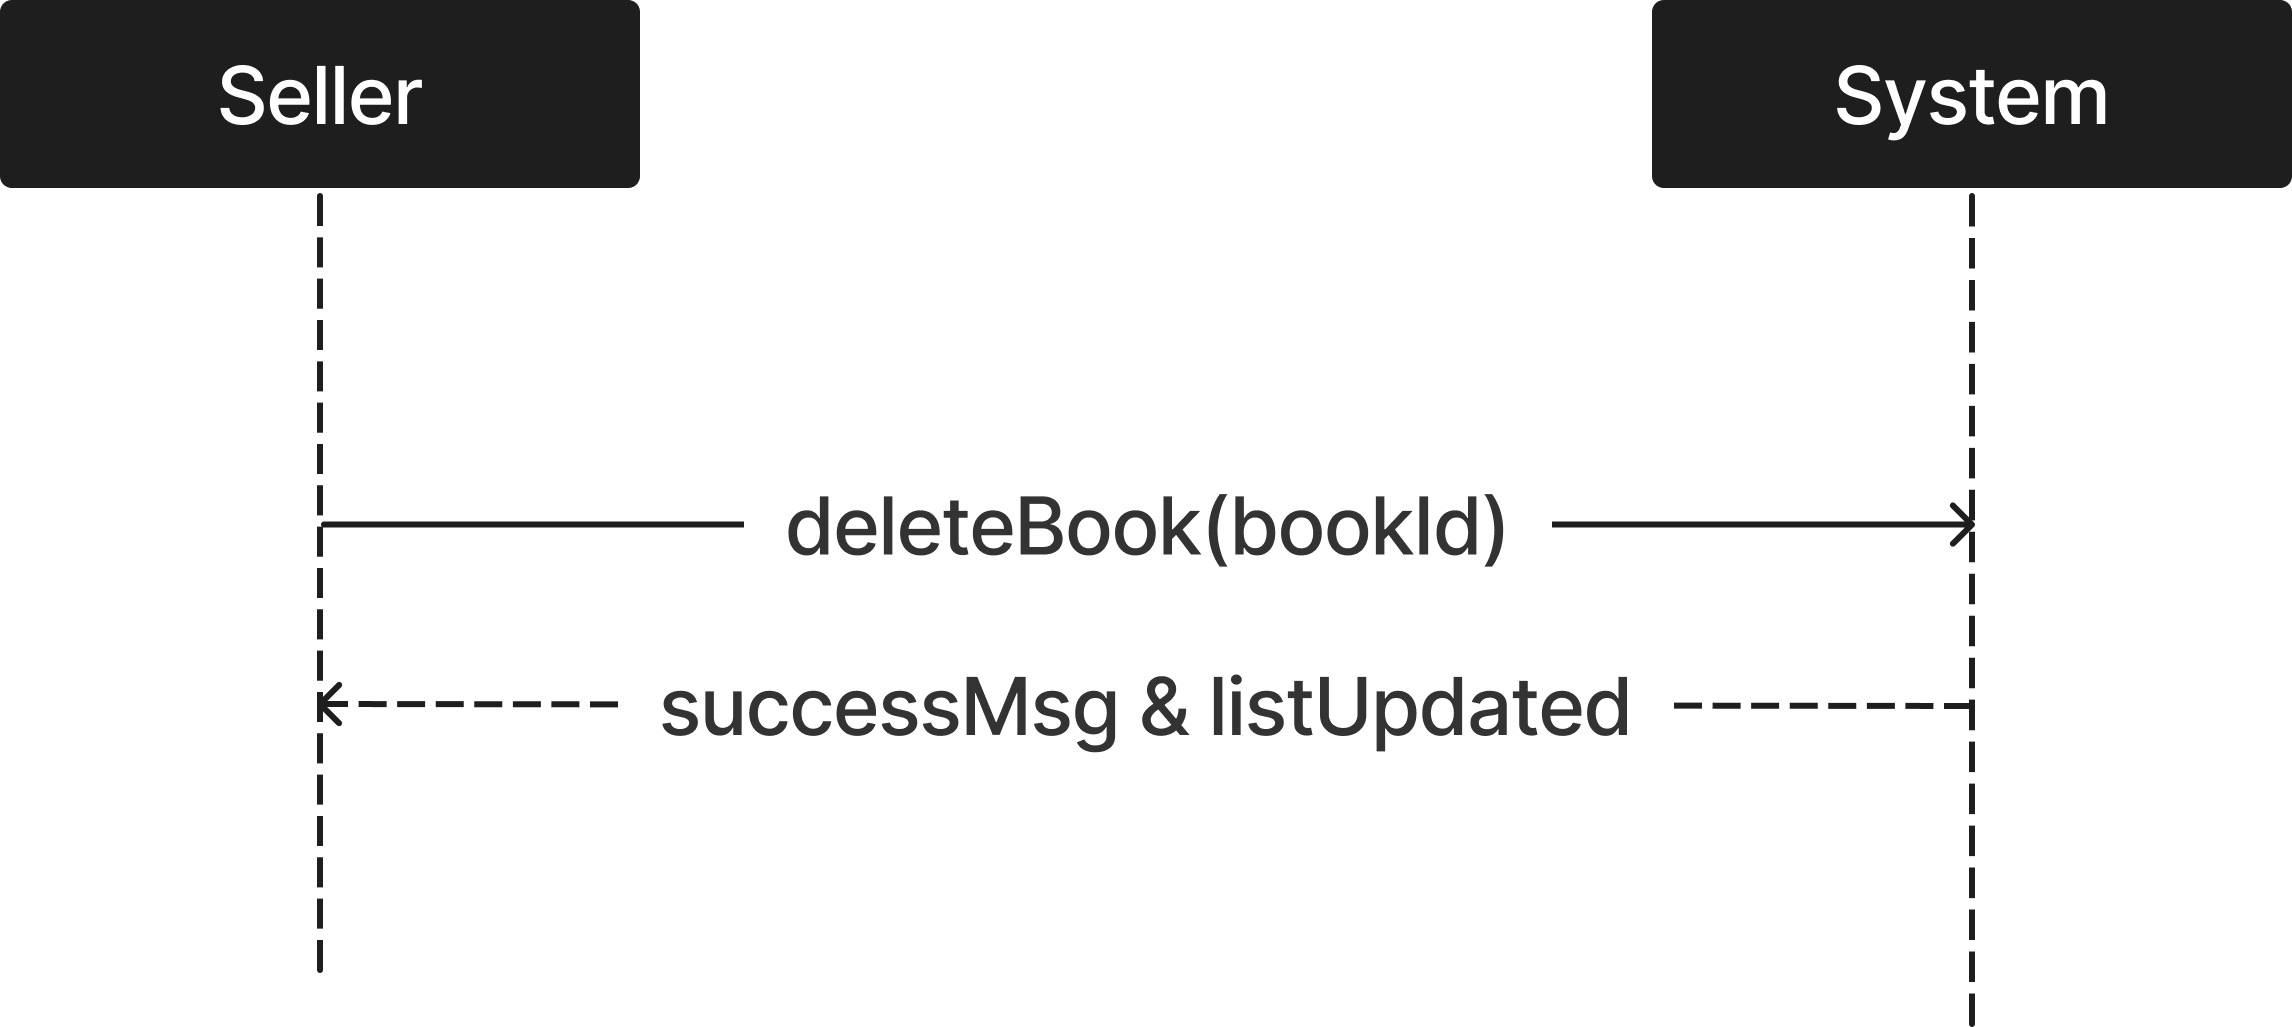 Seller
System
deleteBook(bookId)
successMsg & listUpdated